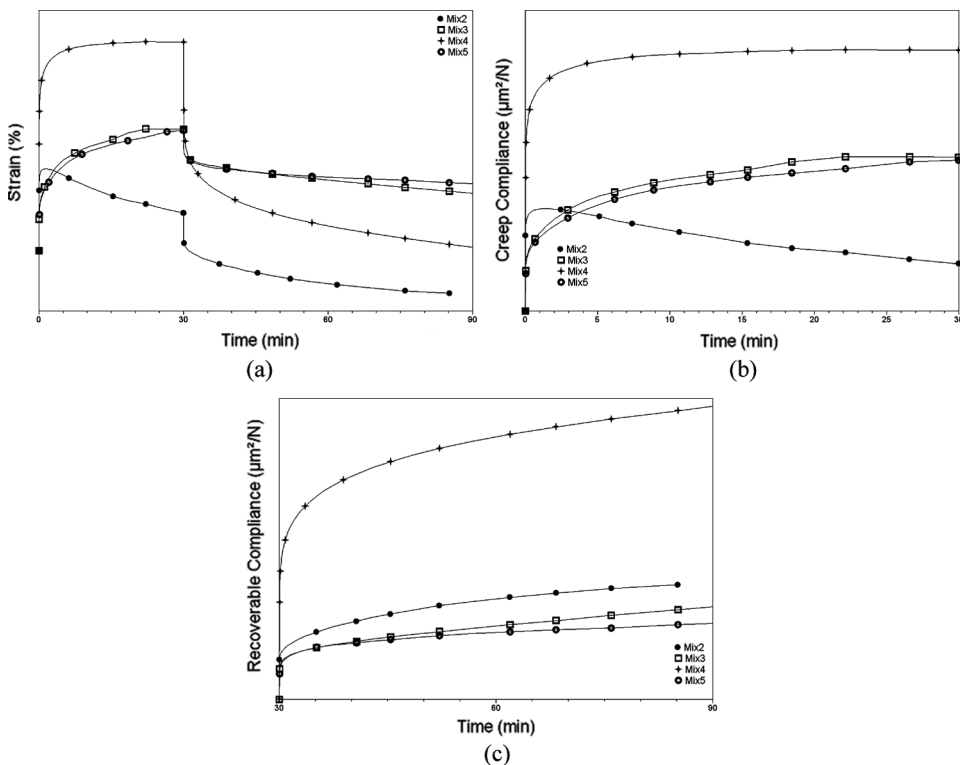 Strain (%)
Mix2
Mix3
Mix4
Mix5
0
30
60
90
Time (min)
(a)
Creep Compliance (µm²/N)
Mix2
Mix3
Mix4
Mix5
0
5
10
15
20
25
30
Time (min)
(b)
Recoverable Compliance (µm²/N)
Mix2
Mix3
Mix4
Mix5
30
60
90
Time (min)
(c)